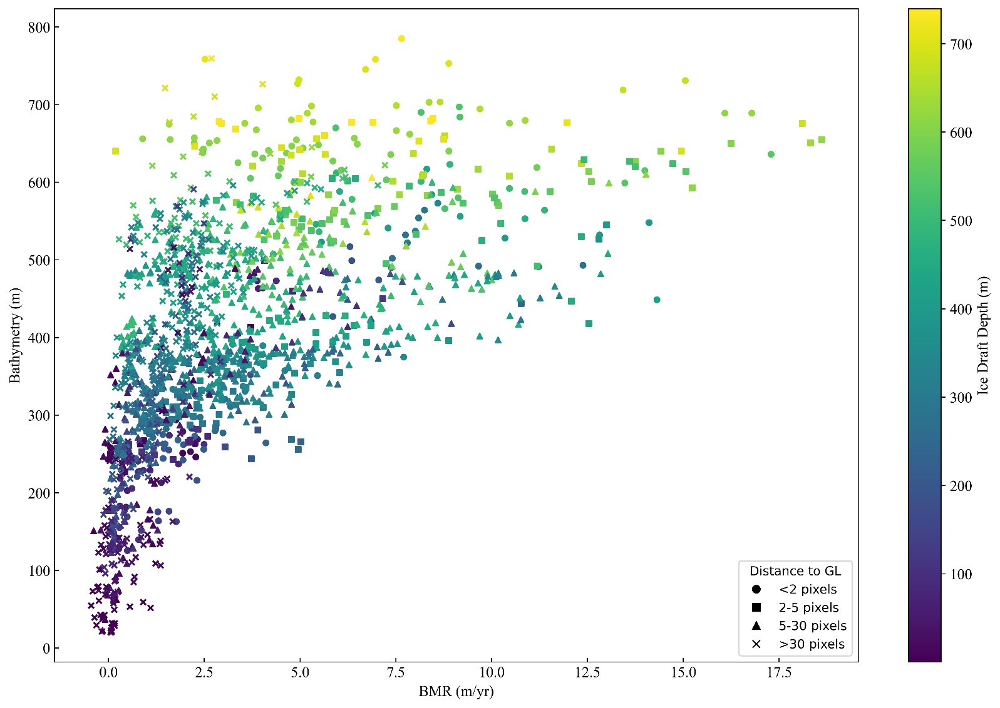 800
700
600
500
400
300
200
100
0
Bathymetry (m)
0.0 2.5 5.0 7.5 10.0 12.5 15.0 17.5
BMR (m/yr)
Distance to GL
<2 pixels
2-5 pixels
5-30 pixels
>30 pixels
700
600
500
400
300
200
100
Ice Draft Depth (m)